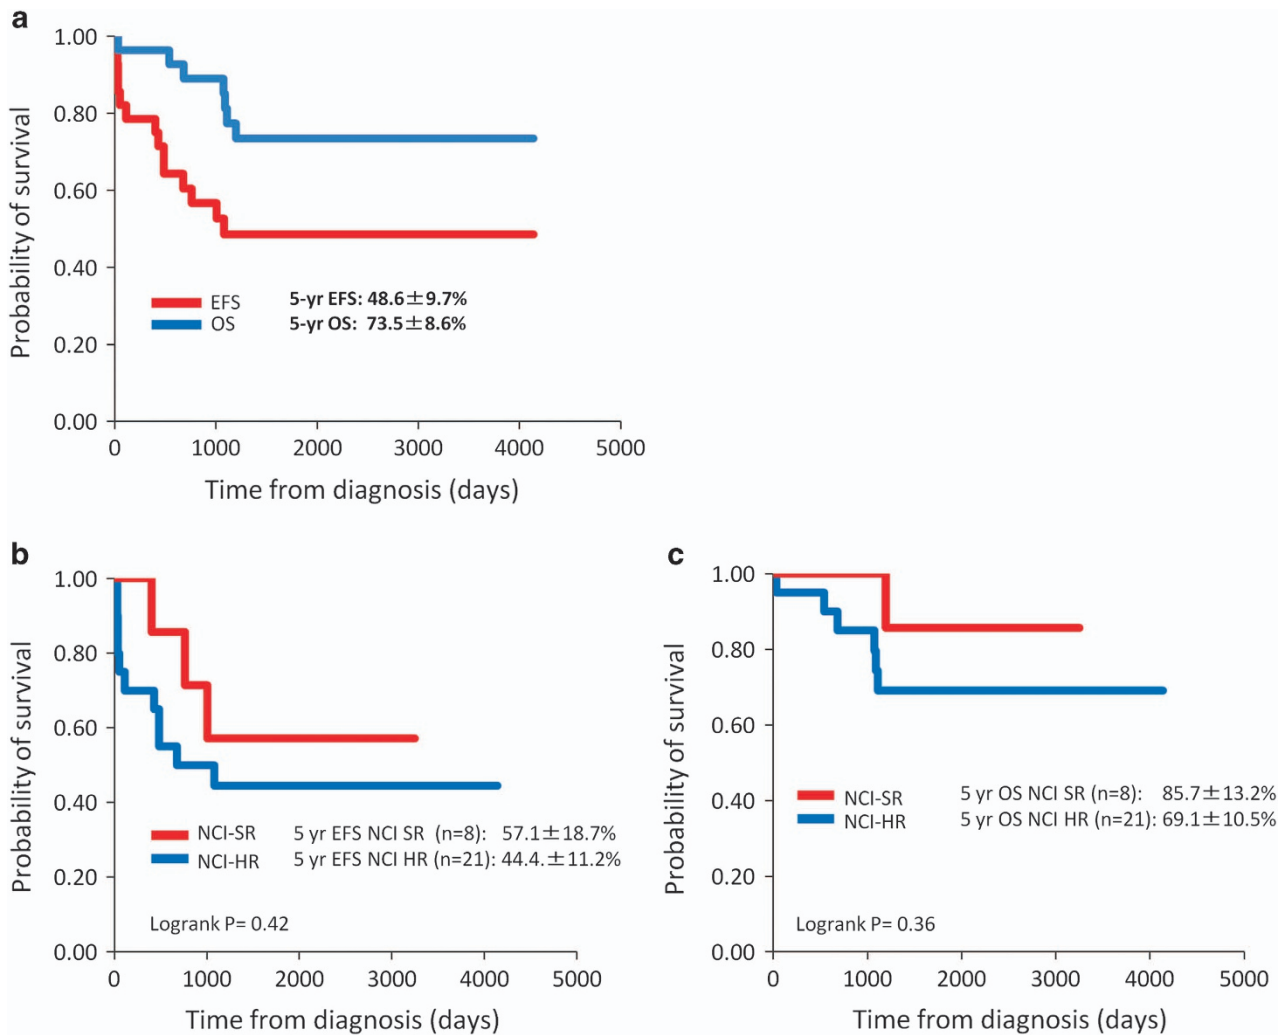 a
1.00
0.80
0.60
0.40
0.20
0.00
Probability of survival
EFS
5-yr EFS: 48.6±9.7%
OS
5-yr OS: 73.5±8.6%
0 1000 2000 3000 4000 5000
Time from diagnosis (days)
b
1.00
0.80
0.60
0.40
0.20
0.00
Probability of survival
NCI-SR 5 yr EFS NCI SR (n=8): 57.1±18.7%
NCI-HR 5 yr EFS NCI HR (n=21): 44.4.±11.2%
Logrank P= 0.42
0 1000 2000 3000 4000 5000
Time from diagnosis (days)
c
1.00
0.80
0.60
0.40
0.20
0.00
Probability of survival
NCI-SR 5 yr OS NCI SR (n=8): 85.7±13.2%
NCI-HR 5 yr OS NCI HR (n=21): 69.1±10.5%
Logrank P= 0.36
0 1000 2000 3000 4000 5000
Time from diagnosis (days)